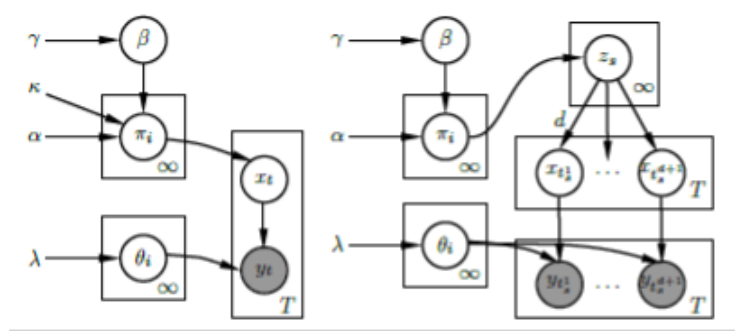 γ β γ β z_s ∞
κ
α π_i ∞ α π_i ∞ d
x_t x_{t_s^1} ... x_{t_s^{d+1}} T
λ θ_i ∞ y_t T λ θ_i ∞ y_{t_s^1} ... y_{t_s^{d+1}} T